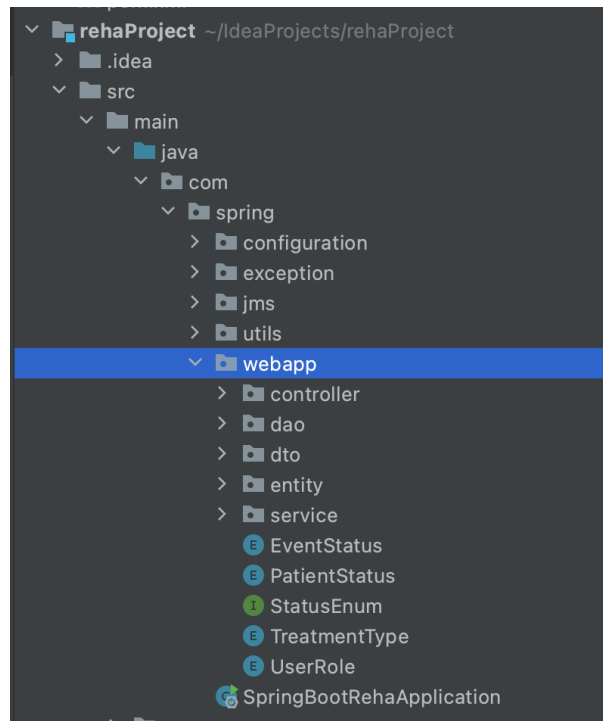 rehaProject ~/IdeaProjects/rehaProject
.idea
src
main
java
com
spring
configuration
exception
jms
utils
webapp
controller
dao
dto
entity
service
E EventStatus
E PatientStatus
I StatusEnum
E TreatmentType
E UserRole
SpringBootRehaApplication